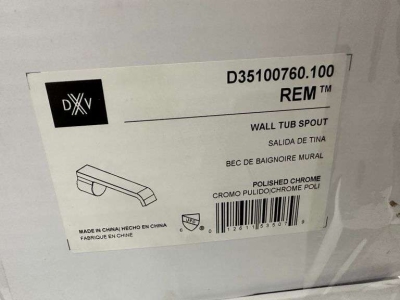 DXV
D35100760.100
REM™
WALL TUB SPOUT
SALIDA DE TINA
BEC DE BAIGNOIRE MURAL
POLISHED CHROME
CROMO PULIDO/CHROME POLI
MADE IN CHINA/ HECHO EN CHINA
FABRIQUÉ EN CHINE